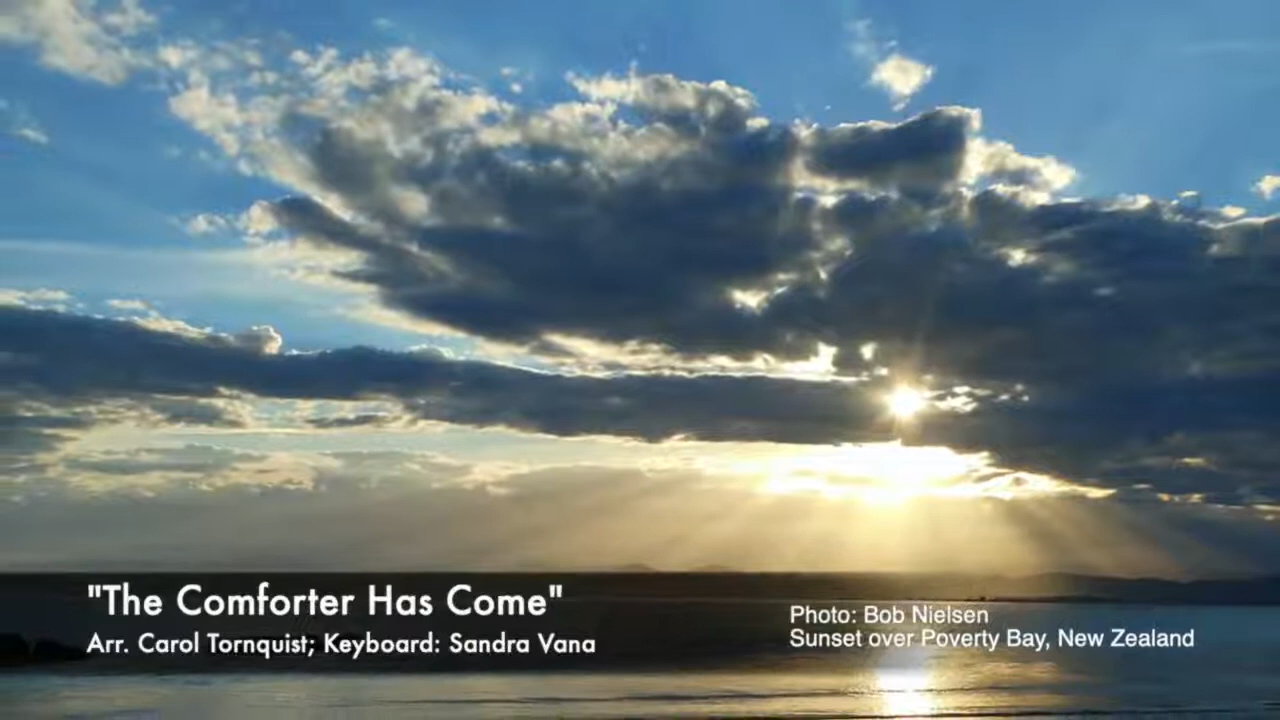 "The Comforter Has Come"
Arr. Carol Tornquist; Keyboard: Sandra Vana
Photo: Bob Nielsen
Sunset over Poverty Bay, New Zealand